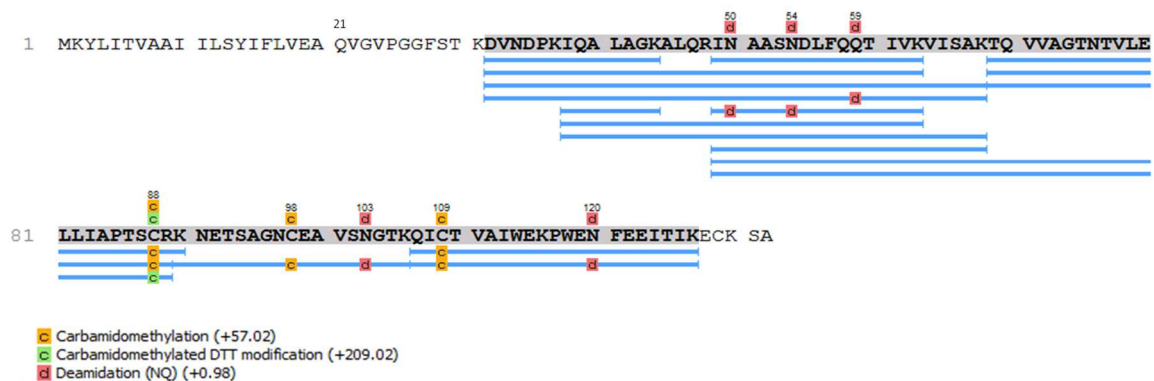 21 50 54 59
d d d
1 MKYLITVAAI ILSYIFLVEA QVGVPGGFST KDVNDPKIQA LAGKALQRIN AASNDLFQQT IVKVISAKTQ VVAGTNTVLE
d
d d
88 98 103 109 120
c
c c d c d
81 LLIAPTSCRK NETSAGNCEA VSNGTKQICT VAIWEKPWEN FEEITIKECK SA
c c
c c d c d
c
c Carbamidomethylation (+57.02)
c Carbamidomethylated DTT modification (+209.02)
d Deamidation (NQ) (+0.98)